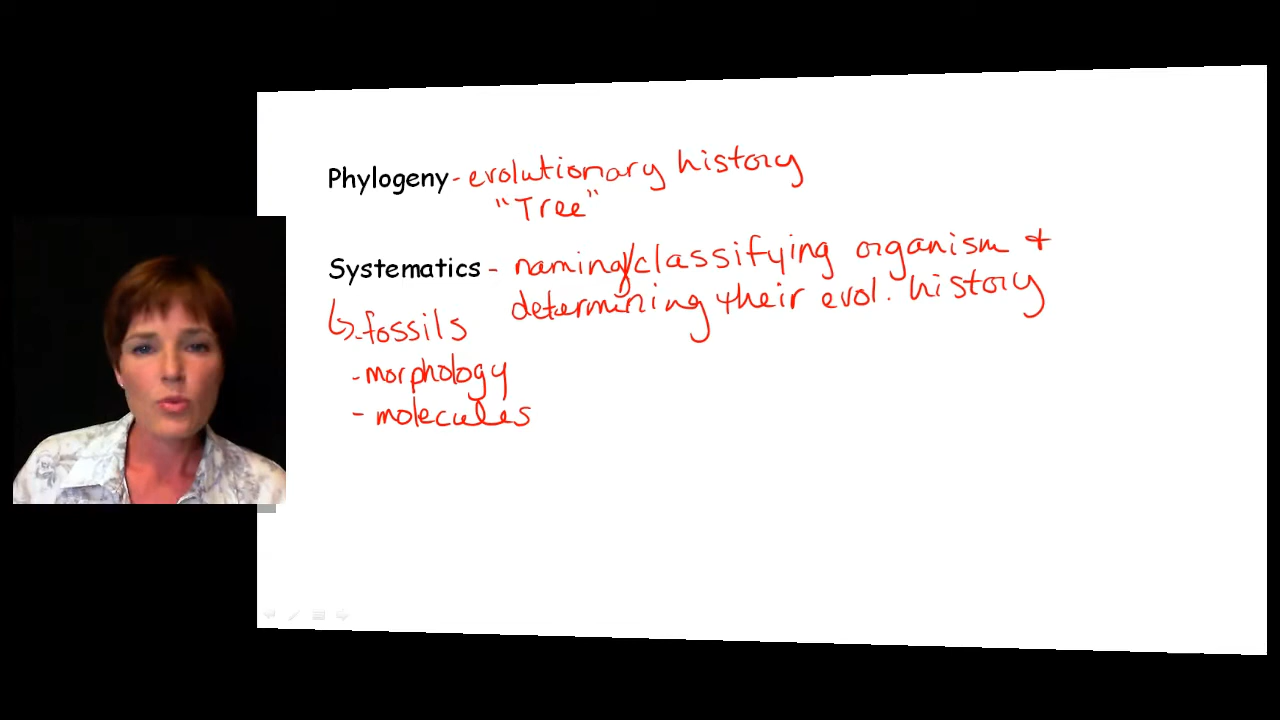 Phylogeny - evolutionary history
"Tree"
Systematics - naming/classifying organism +
determining their evol. history
↳ - fossils
- morphology
- molecules